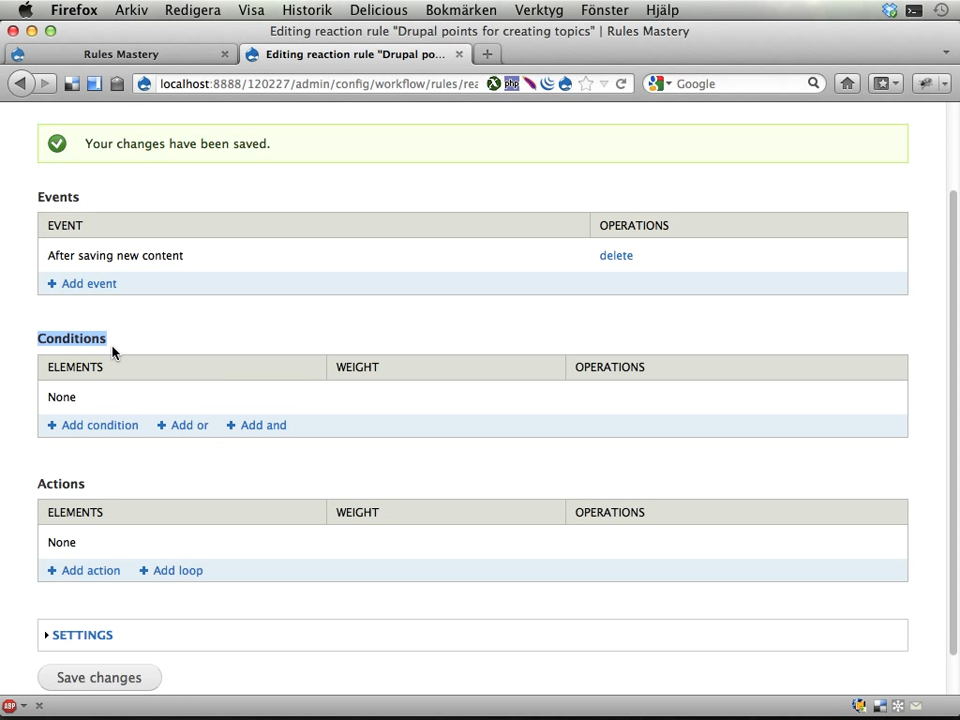 Firefox Arkiv Redigera Visa Historik Delicious Bokmärken Verktyg Fönster Hjälp
Editing reaction rule "Drupal points for creating topics" | Rules Mastery
Rules Mastery × Editing reaction rule "Drupal po... × +
localhost:8888/120227/admin/config/workflow/rules/rea php Google
Your changes have been saved.
Events
EVENT OPERATIONS
After saving new content delete
Add event
Conditions
ELEMENTS WEIGHT OPERATIONS
None
Add condition Add or Add and
Actions
ELEMENTS WEIGHT OPERATIONS
None
Add action Add loop
SETTINGS
Save changes
ABP